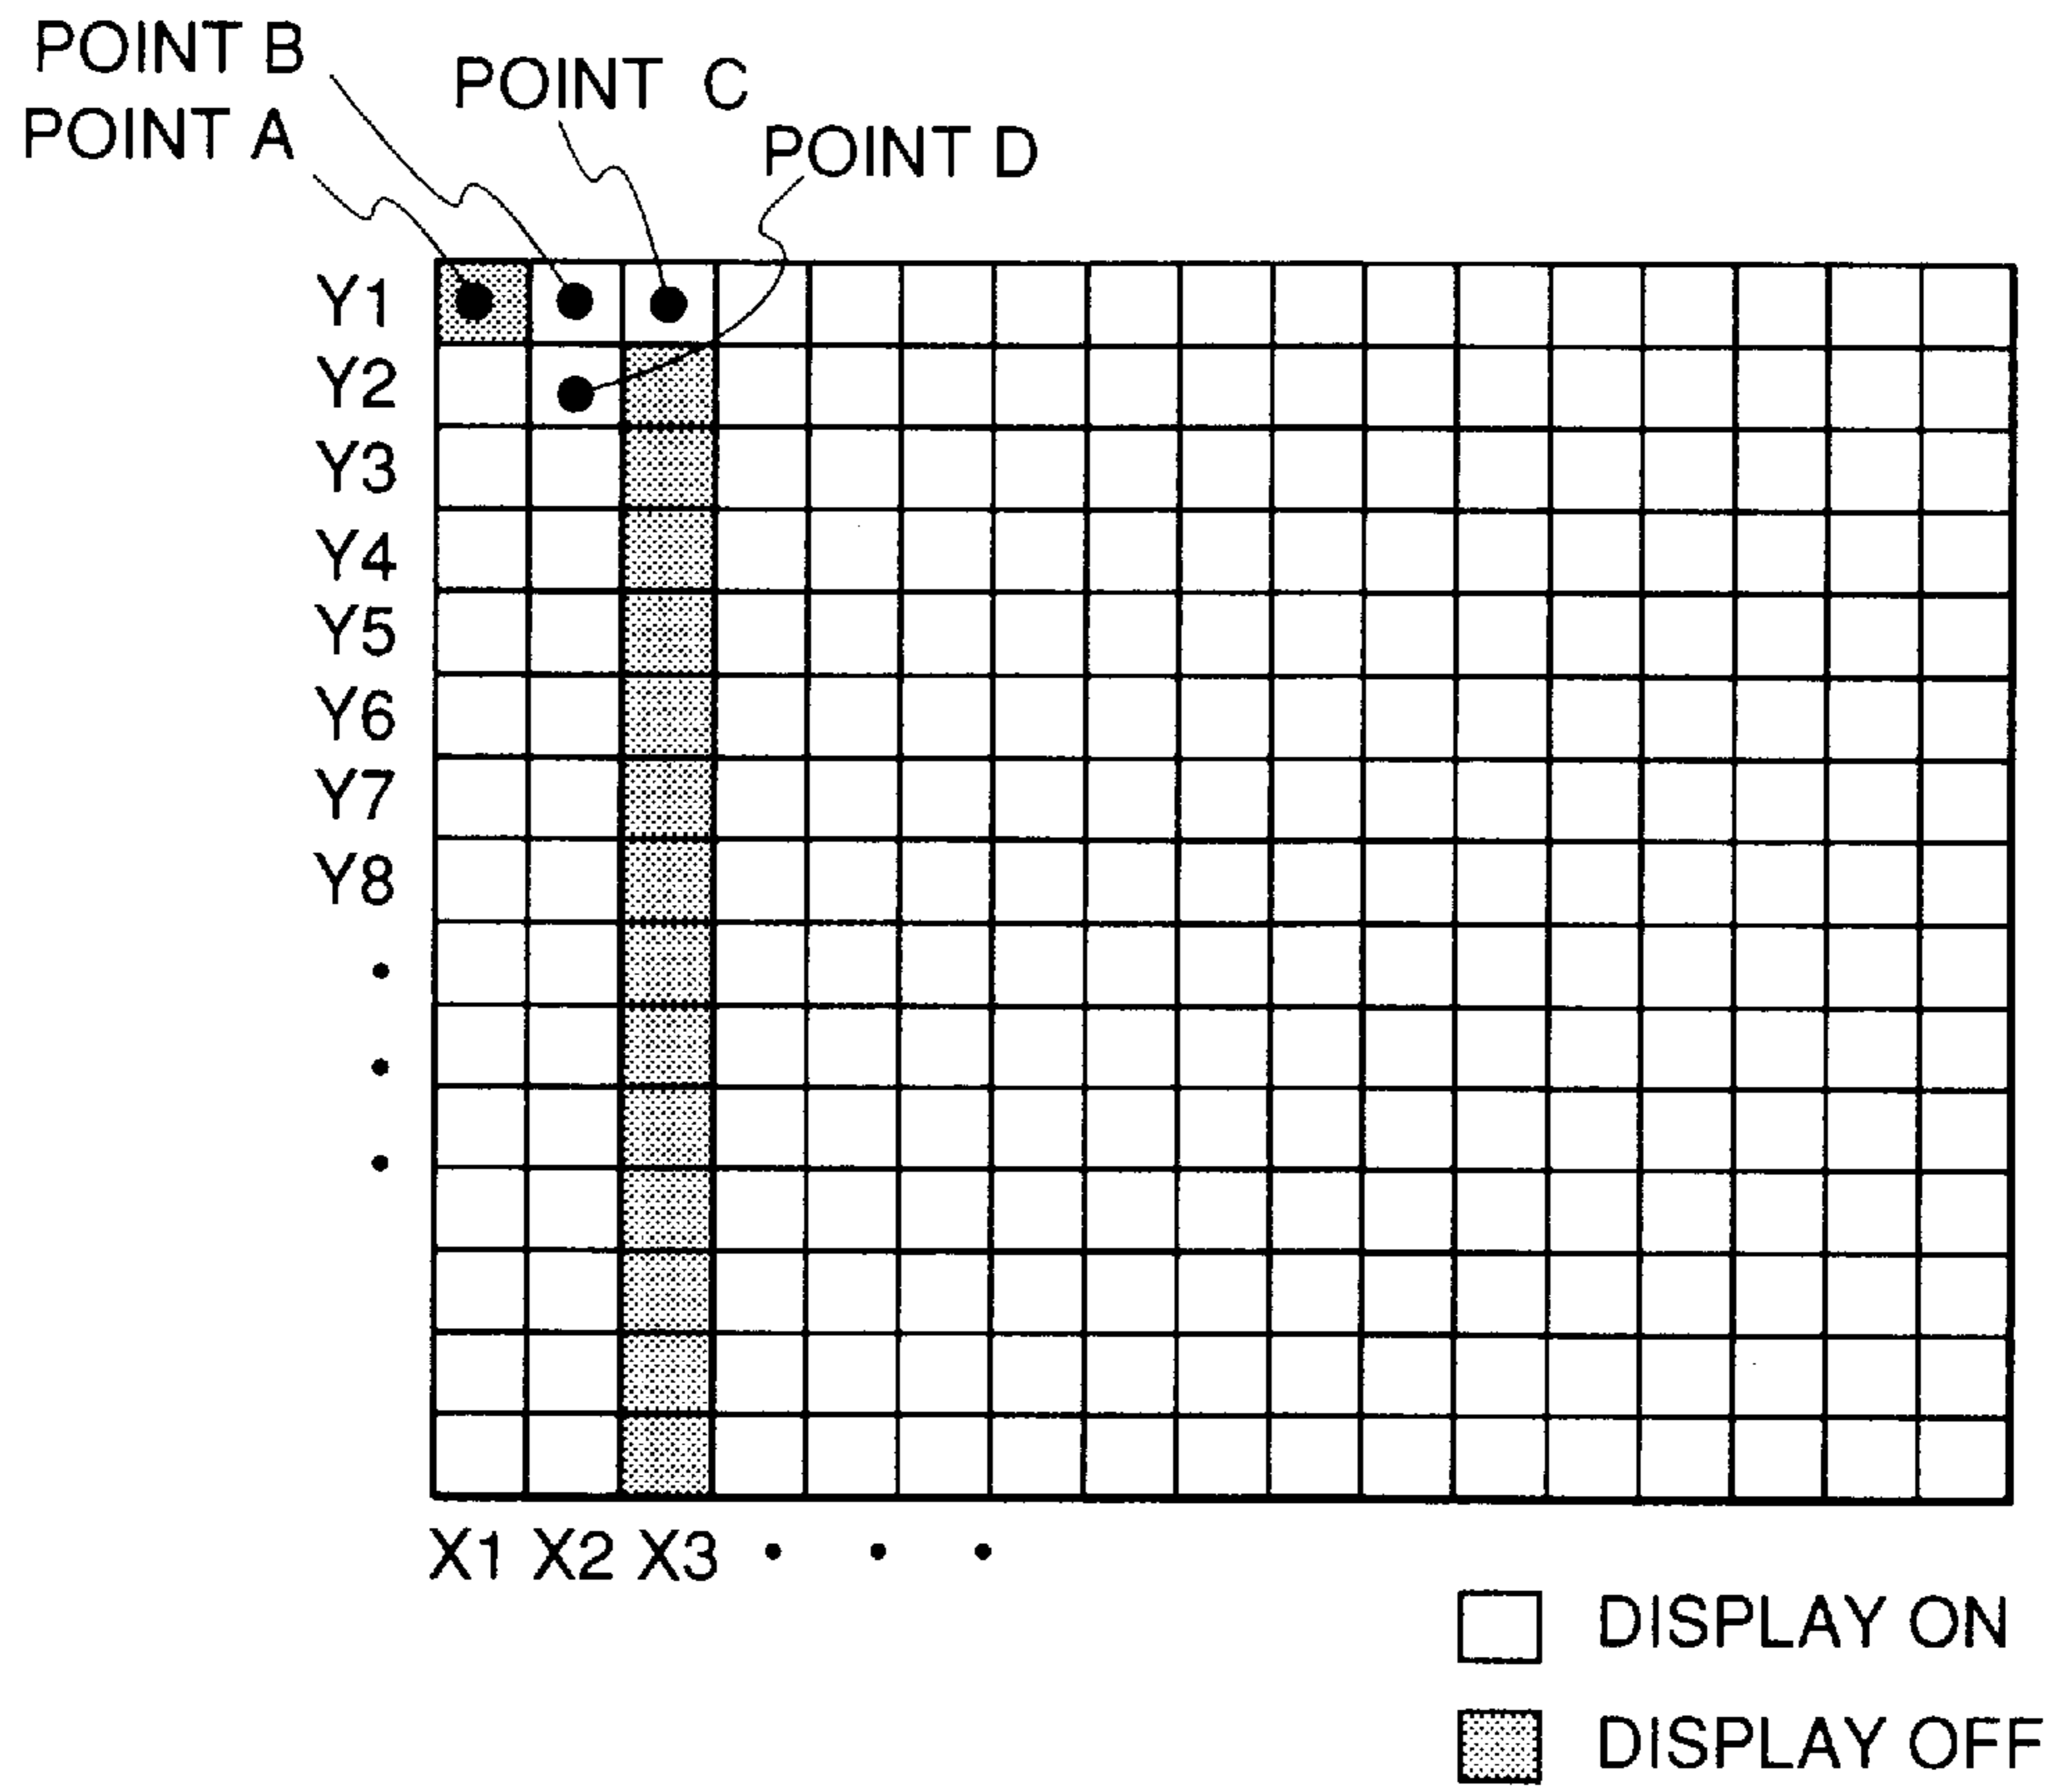 POINT B
POINT A
POINT C
POINT D
Y1
Y2
Y3
Y4
Y5
Y6
Y7
Y8
X1 X2 X3 • • •
DISPLAY ON
DISPLAY OFF